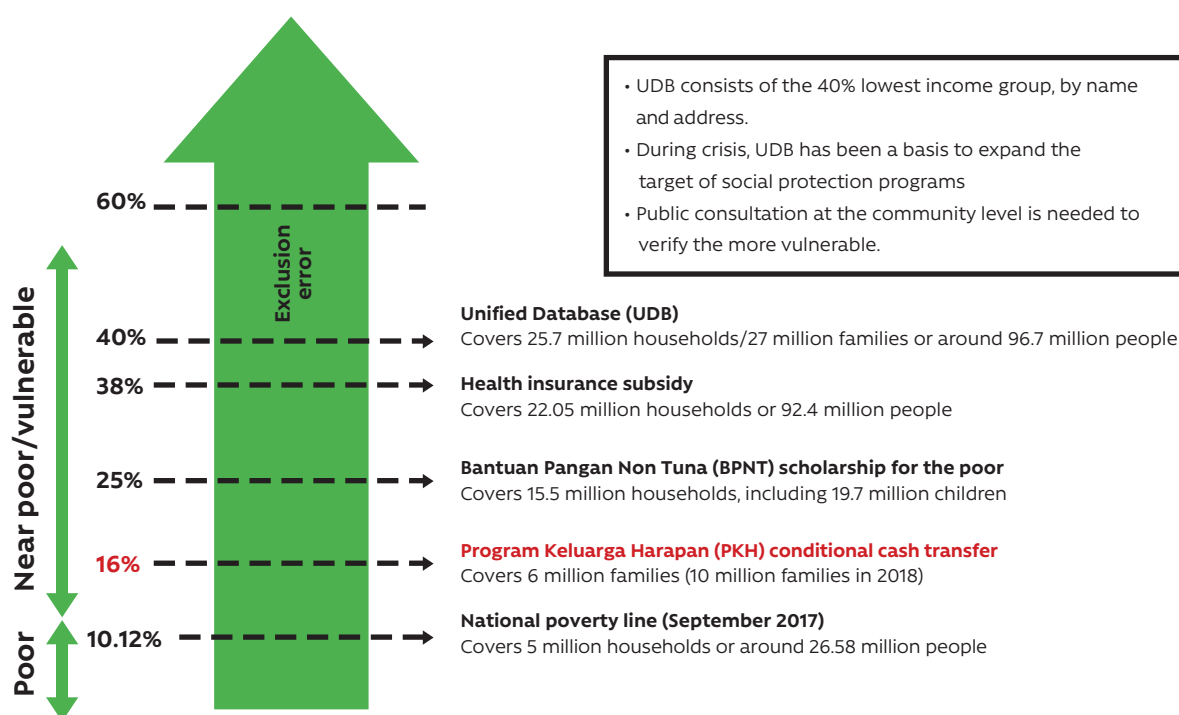 • UDB consists of the 40% lowest income group, by name
and address.
• During crisis, UDB has been a basis to expand the
target of social protection programs
• Public consultation at the community level is needed to
verify the more vulnerable.
60%
Exclusion
error
Near poor/vulnerable
40%
Unified Database (UDB)
Covers 25.7 million households/27 million families or around 96.7 million people
38%
Health insurance subsidy
Covers 22.05 million households or 92.4 million people
25%
Bantuan Pangan Non Tuna (BPNT) scholarship for the poor
Covers 15.5 million households, including 19.7 million children
16%
Program Keluarga Harapan (PKH) conditional cash transfer
Covers 6 million families (10 million families in 2018)
Poor
10.12%
National poverty line (September 2017)
Covers 5 million households or around 26.58 million people